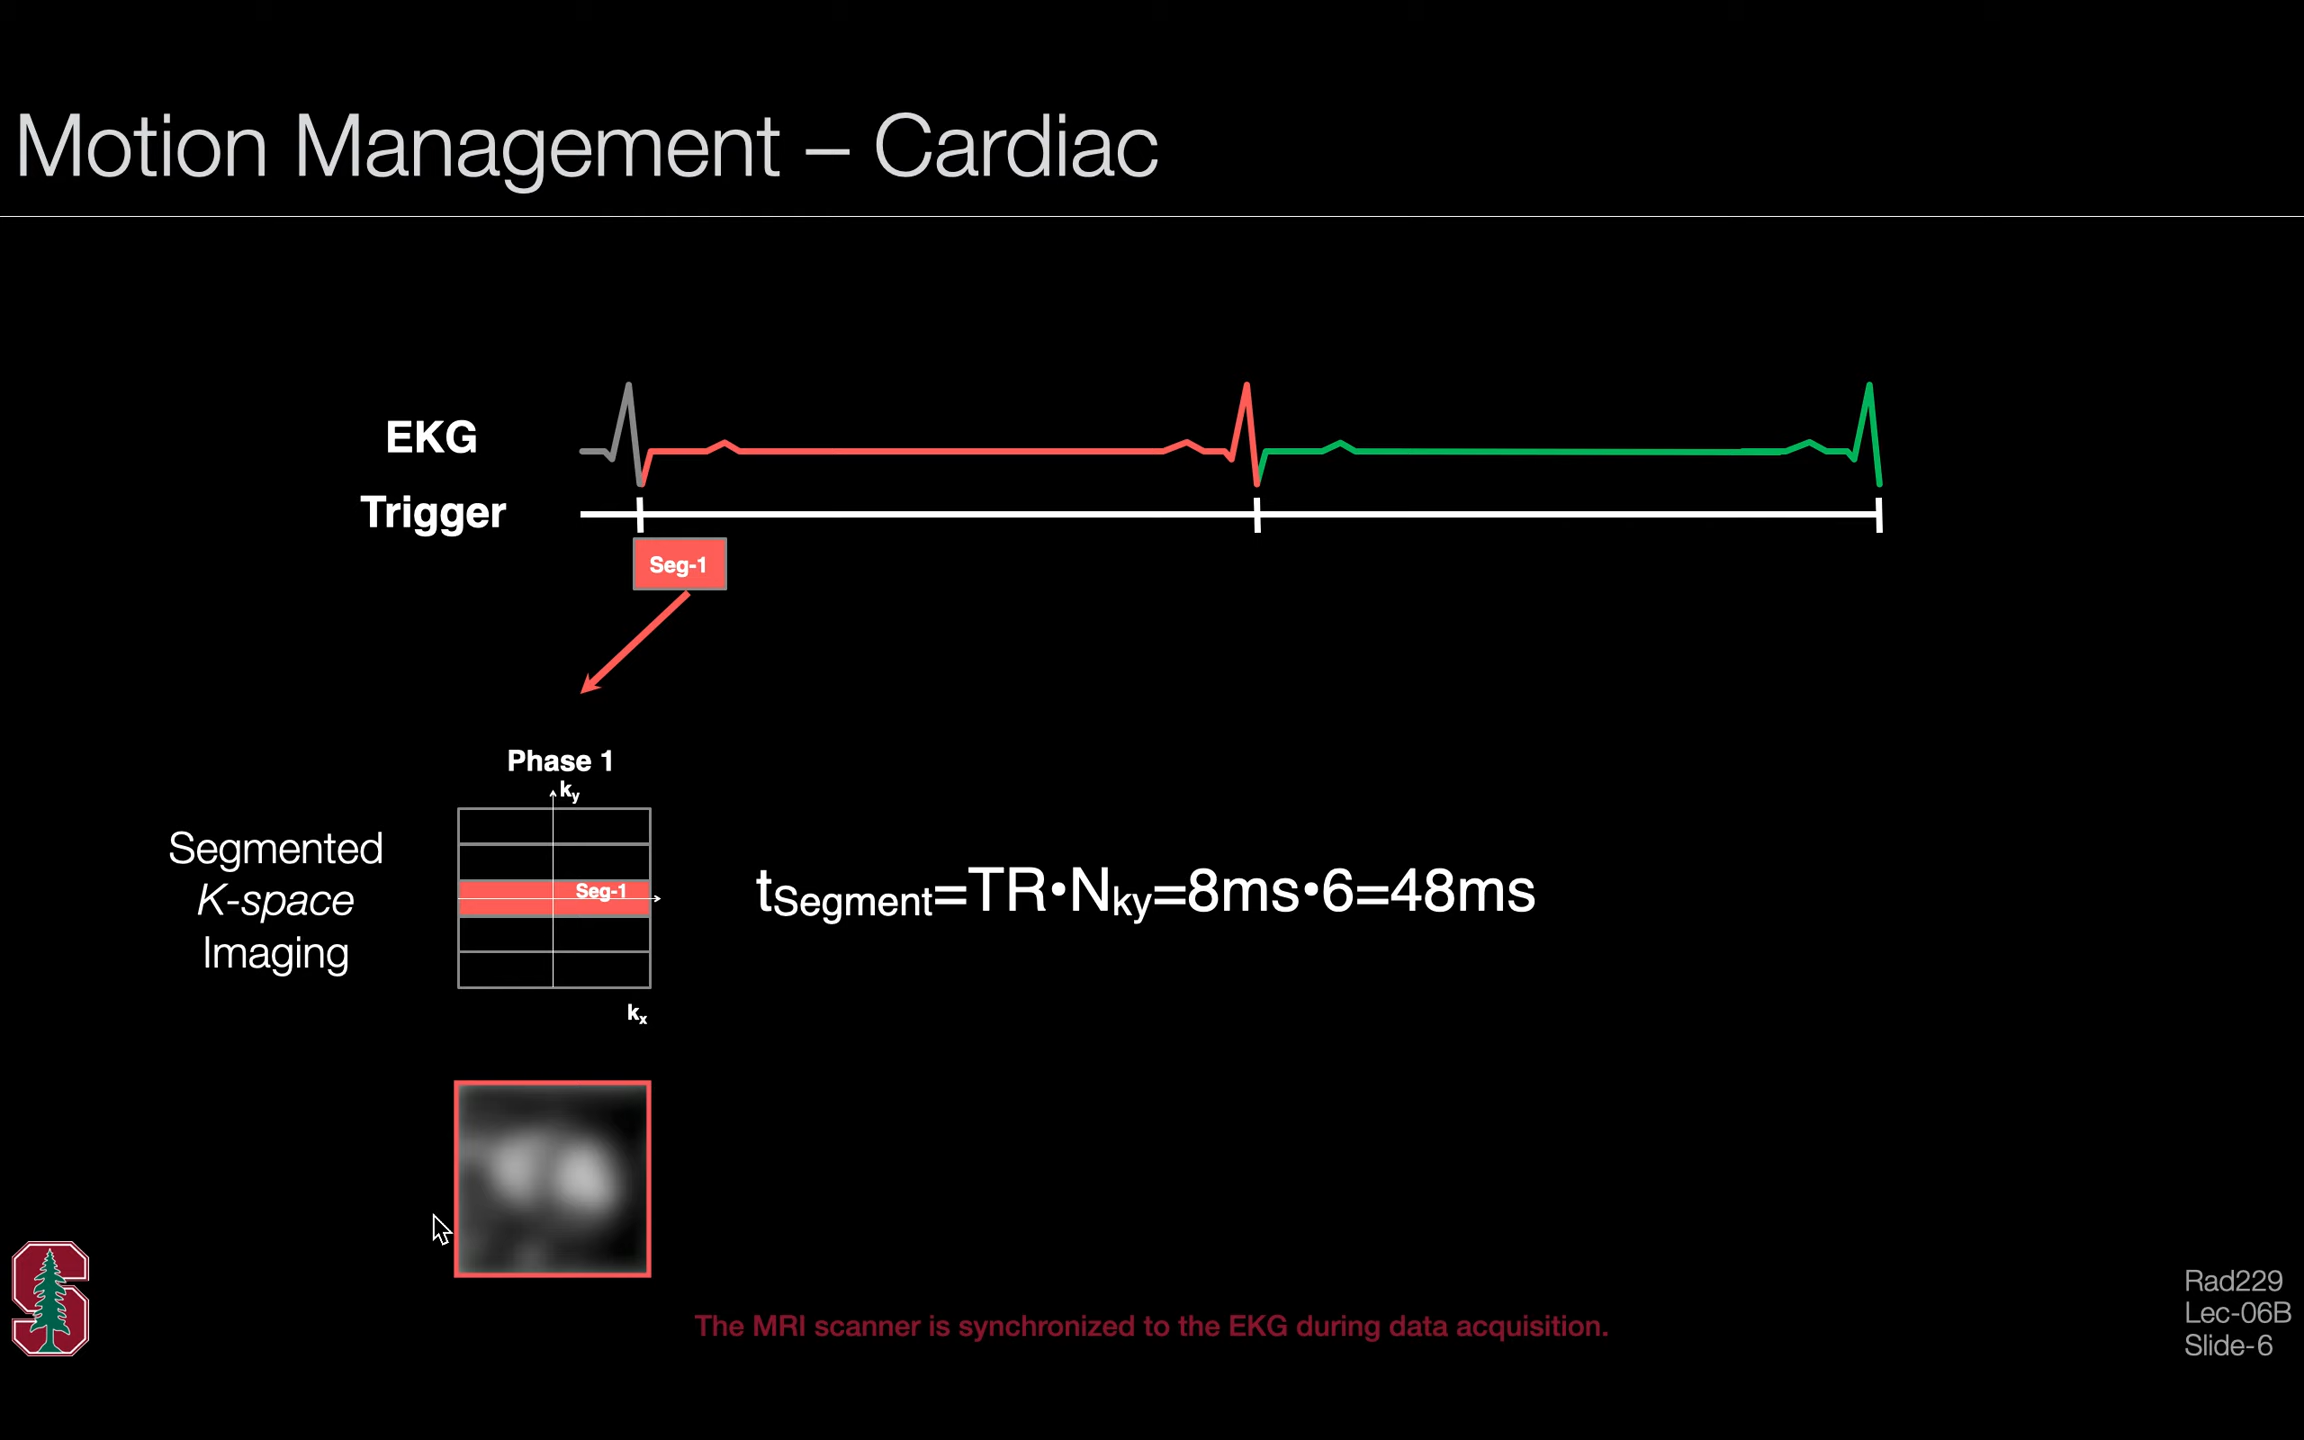 Motion Management – Cardiac
EKG
Trigger
Seg-1
Phase 1
ky
Seg-1
Segmented
K-space
Imaging
tSegment=TR•Nky=8ms•6=48ms
kx
The MRI scanner is synchronized to the EKG during data acquisition.
Rad229
Lec-06B
Slide-6